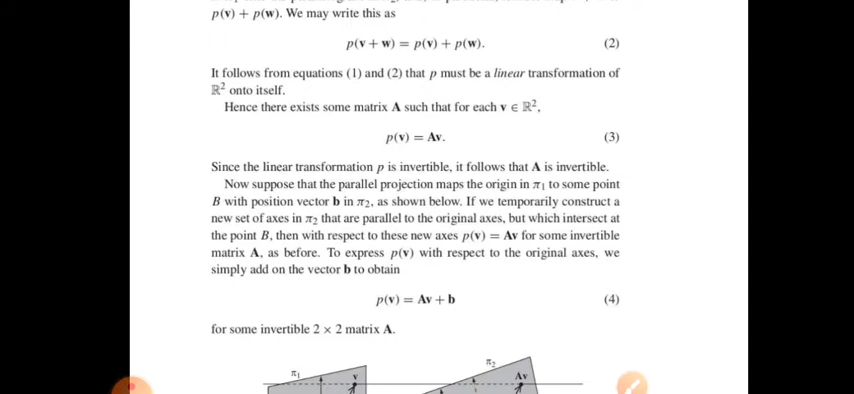 p(v) + p(w). We may write this as
p(v + w) = p(v) + p(w). (2)
It follows from equations (1) and (2) that p must be a linear transformation of
ℝ² onto itself.
Hence there exists some matrix A such that for each v ∈ ℝ²,
p(v) = Av. (3)
Since the linear transformation p is invertible, it follows that A is invertible.
Now suppose that the parallel projection maps the origin in π₁ to some point
B with position vector b in π₂, as shown below. If we temporarily construct a
new set of axes in π₂ that are parallel to the original axes, but which intersect at
the point B, then with respect to these new axes p(v) = Av for some invertible
matrix A, as before. To express p(v) with respect to the original axes, we
simply add on the vector b to obtain
p(v) = Av + b (4)
for some invertible 2 × 2 matrix A.
π₁ v π₂ Av